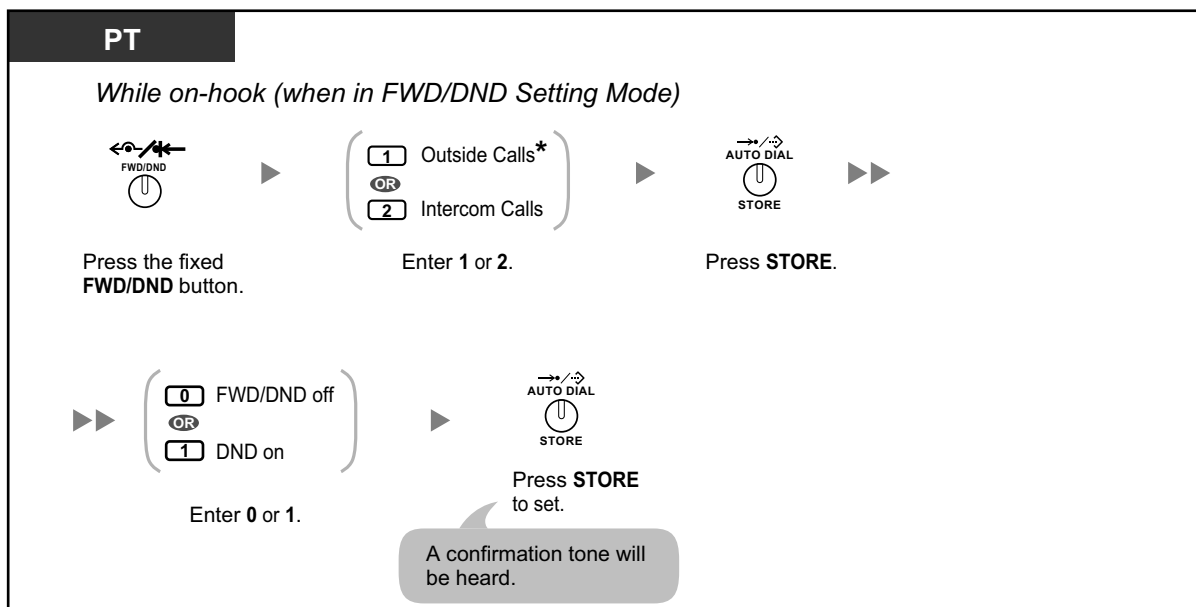 PT
While on-hook (when in FWD/DND Setting Mode)
FWD/DND
1 Outside Calls*
OR
2 Intercom Calls
AUTO DIAL
STORE
Press the fixed
FWD/DND button.
Enter 1 or 2.
Press STORE.
0 FWD/DND off
OR
1 DND on
AUTO DIAL
STORE
Enter 0 or 1.
Press STORE
to set.
A confirmation tone will
be heard.